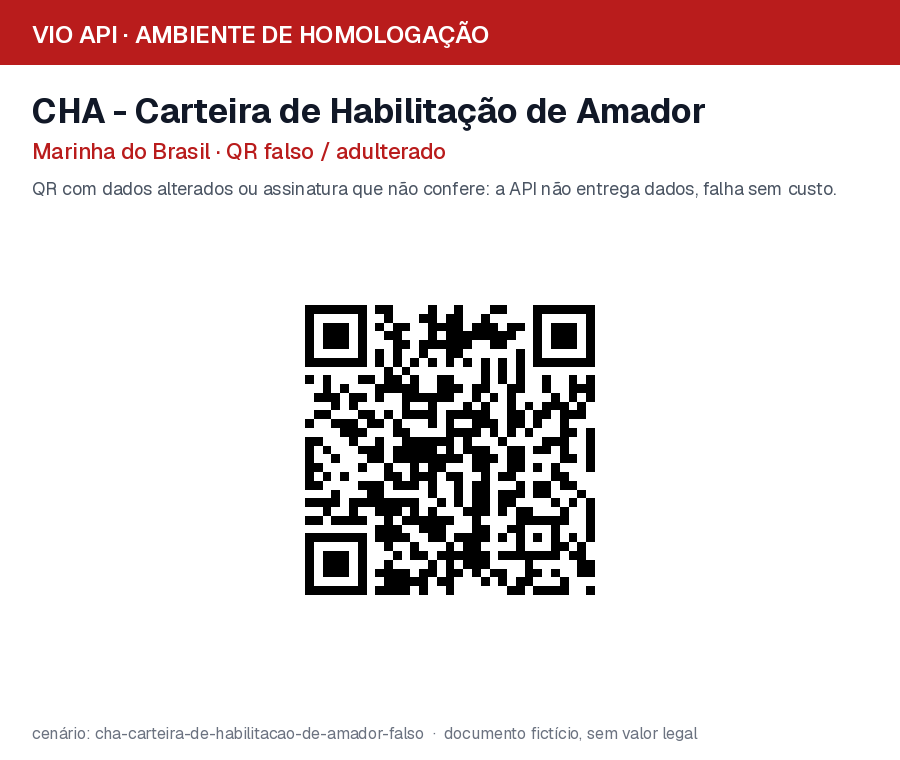 VIO API · AMBIENTE DE HOMOLOGAÇÃO
CHA - Carteira de Habilitação de Amador
Marinha do Brasil · QR falso / adulterado
QR com dados alterados ou assinatura que não confere: a API não entrega dados, falha sem custo.
cenário: cha-carteira-de-habilitacao-de-amador-falso · documento fictício, sem valor legal